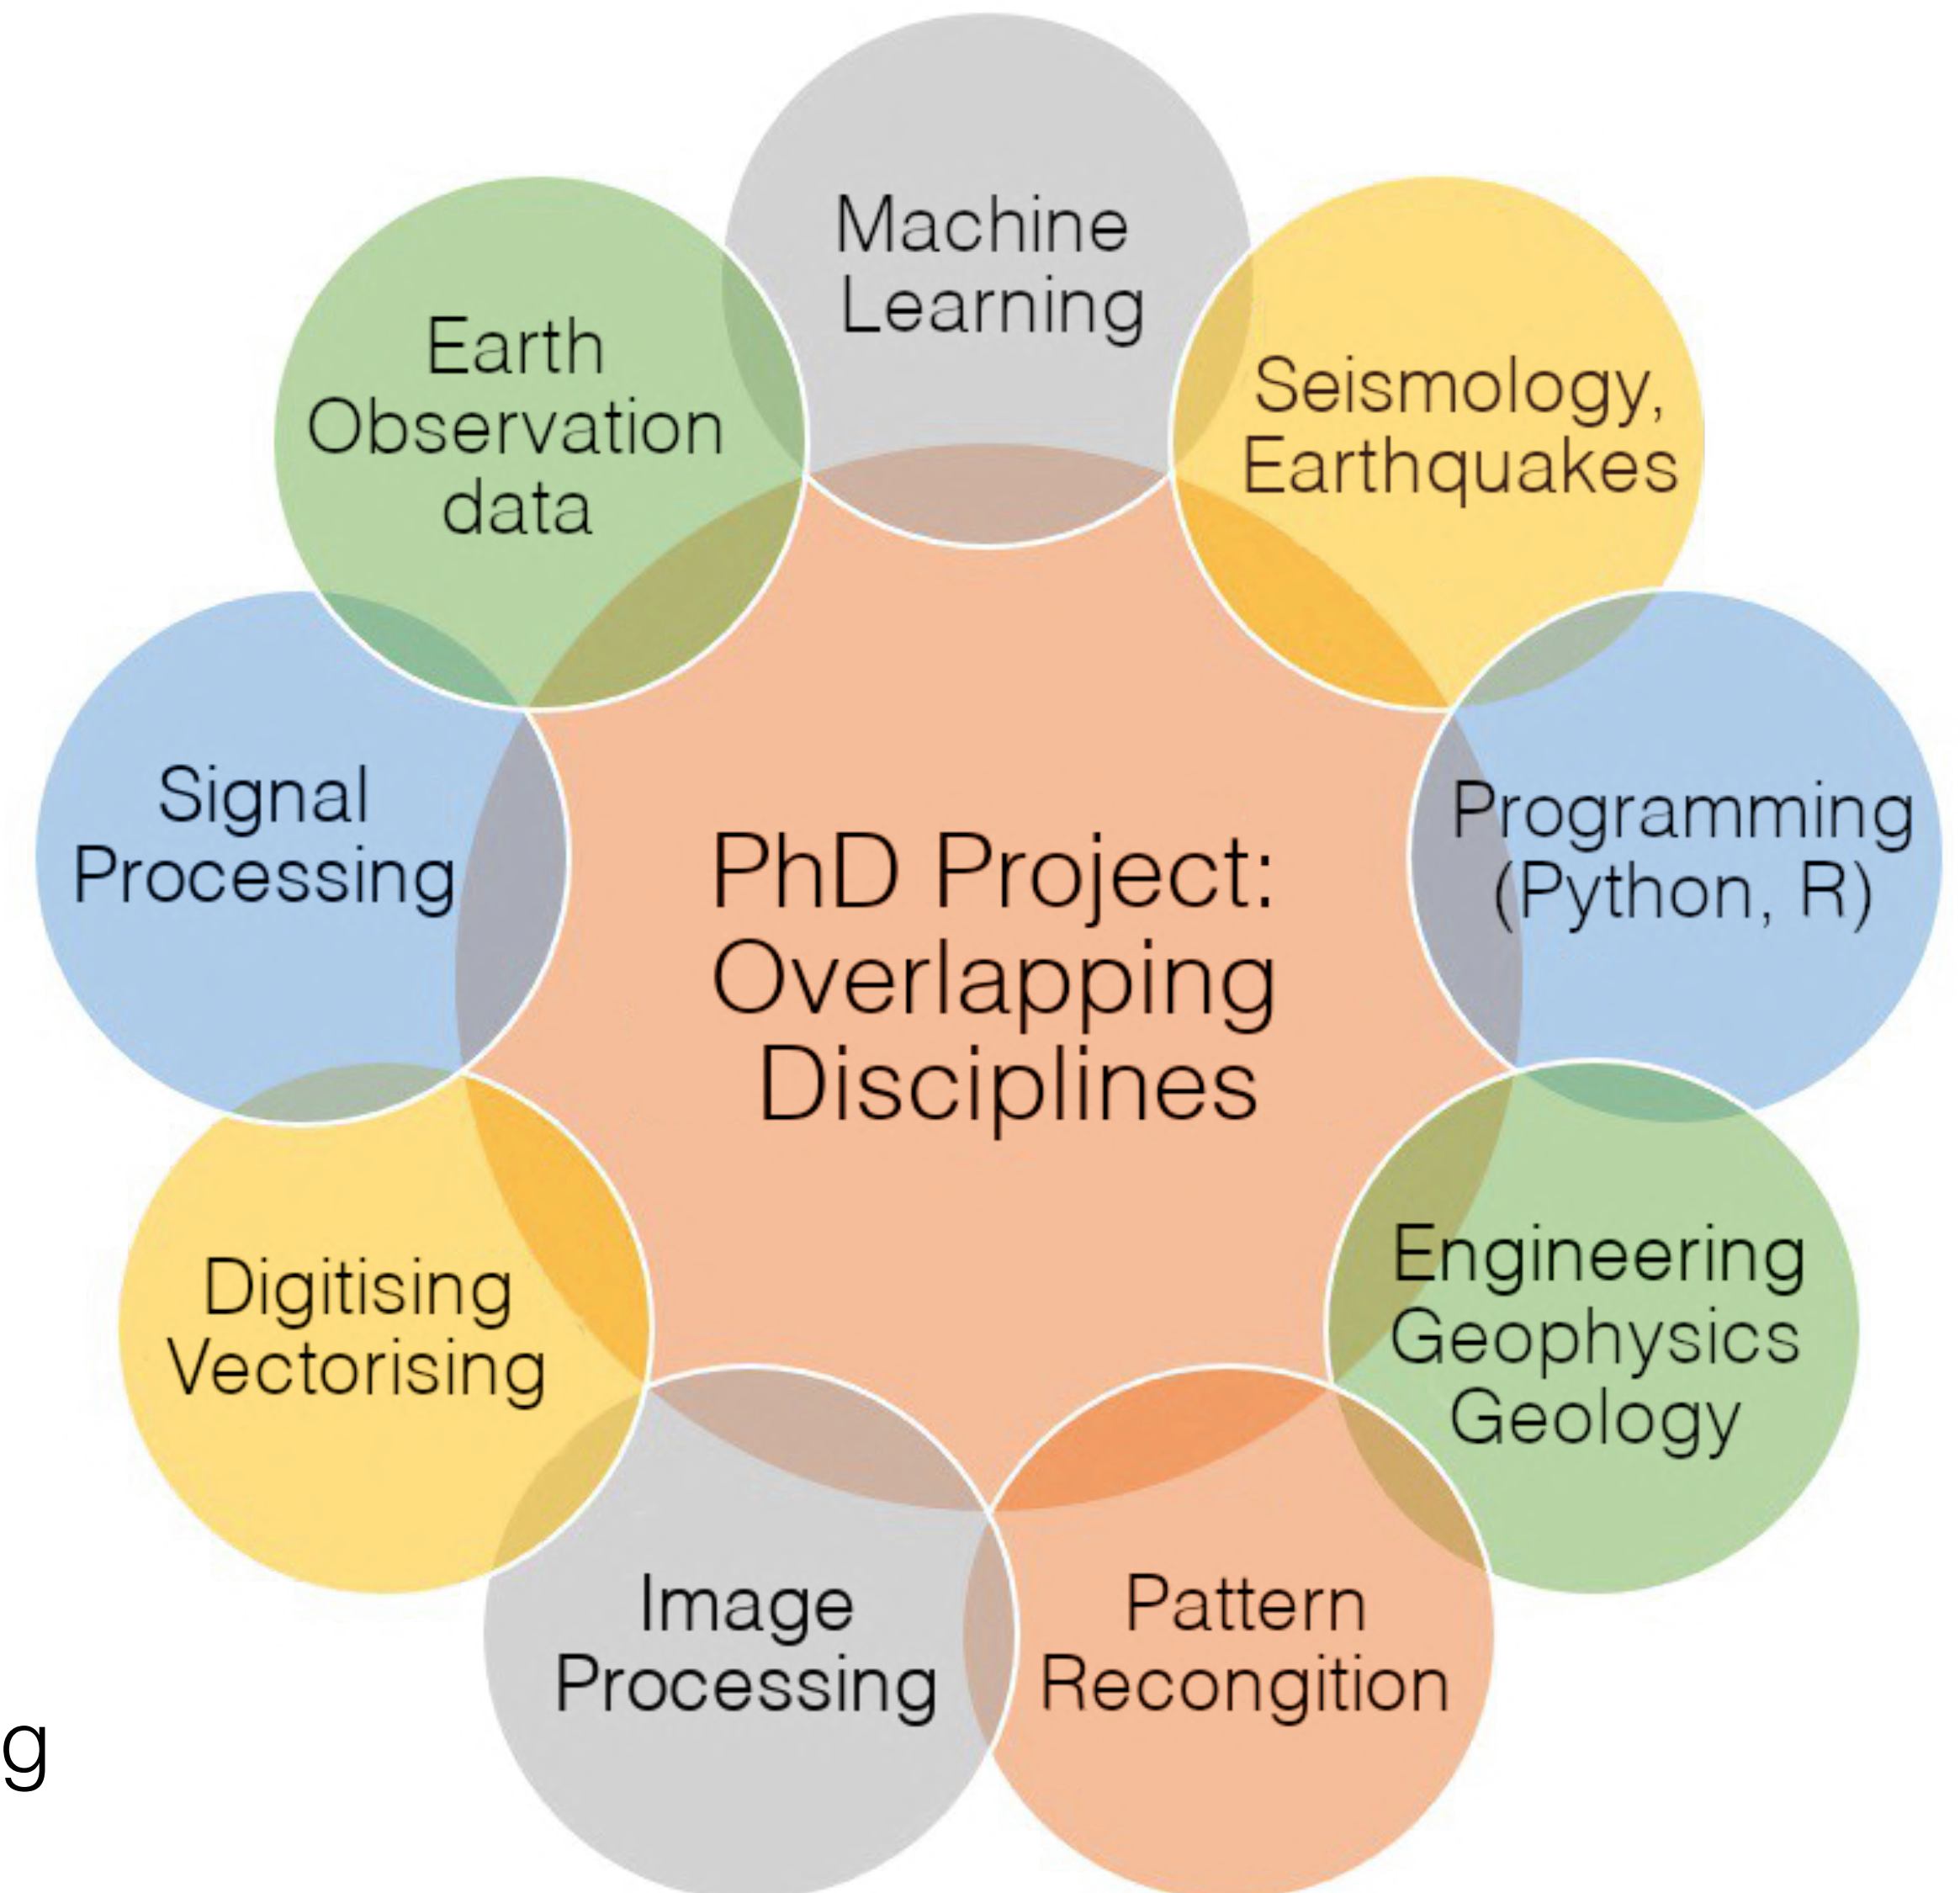 Machine
Learning
Seismology,
Earthquakes
Programming
(Python, R)
Engineering
Geophysics
Geology
Pattern
Recongition
Image
Processing
Digitising
Vectorising
Signal
Processing
Earth
Observation
data
PhD Project:
Overlapping
Disciplines
g